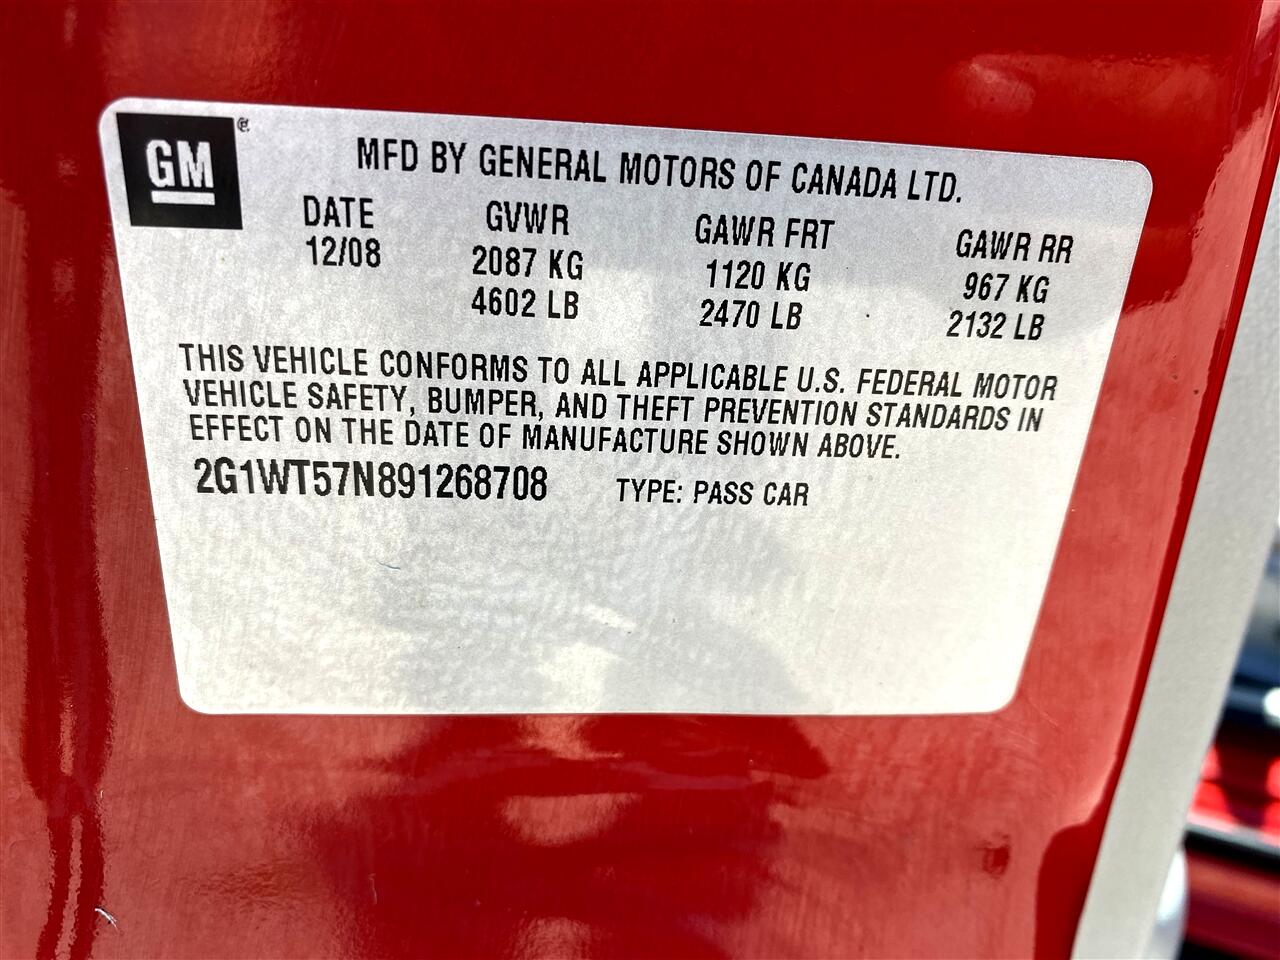 GM
MFD BY GENERAL MOTORS OF CANADA LTD.
DATE GVWR GAWR FRT GAWR RR
12/08 2087 KG 1120 KG 967 KG
4602 LB 2470 LB 2132 LB
THIS VEHICLE CONFORMS TO ALL APPLICABLE U.S. FEDERAL MOTOR
VEHICLE SAFETY, BUMPER, AND THEFT PREVENTION STANDARDS IN
EFFECT ON THE DATE OF MANUFACTURE SHOWN ABOVE.
2G1WT57N891268708 TYPE: PASS CAR